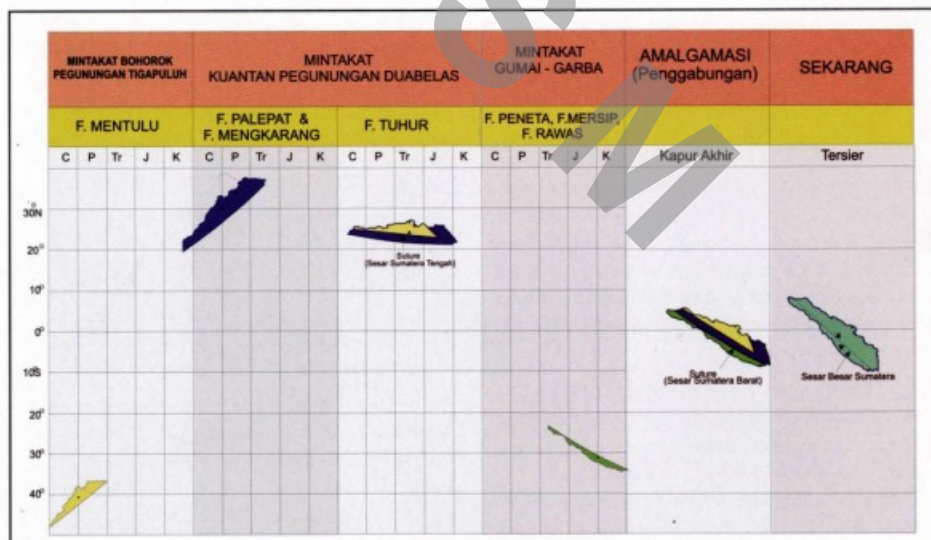 MINTAKAT BOHOROK
PEGUNUNGAN TIGAPULUH
MINTAKAT
KUANTAN PEGUNUNGAN DUABELAS
MINTAKAT
GUMAI - GARBA
AMALGAMASI
(Penggabungan)
SEKARANG
F. MENTULU
F. PALEPAT &
F. MENGKARANG
F. TUHUR
F. PENETA, F.MERSIP,
F. RAWAS
C P Tr J K C P Tr J K C P Tr J K C P Tr J K Kapur Akhir Tersier
30N
20°
10°
0°
10S
20°
30°
40°
Suture
(Sesar Sumatera Tengah)
Suture
(Sesar Sumatera Barat)
Sesar Besar Sumatera